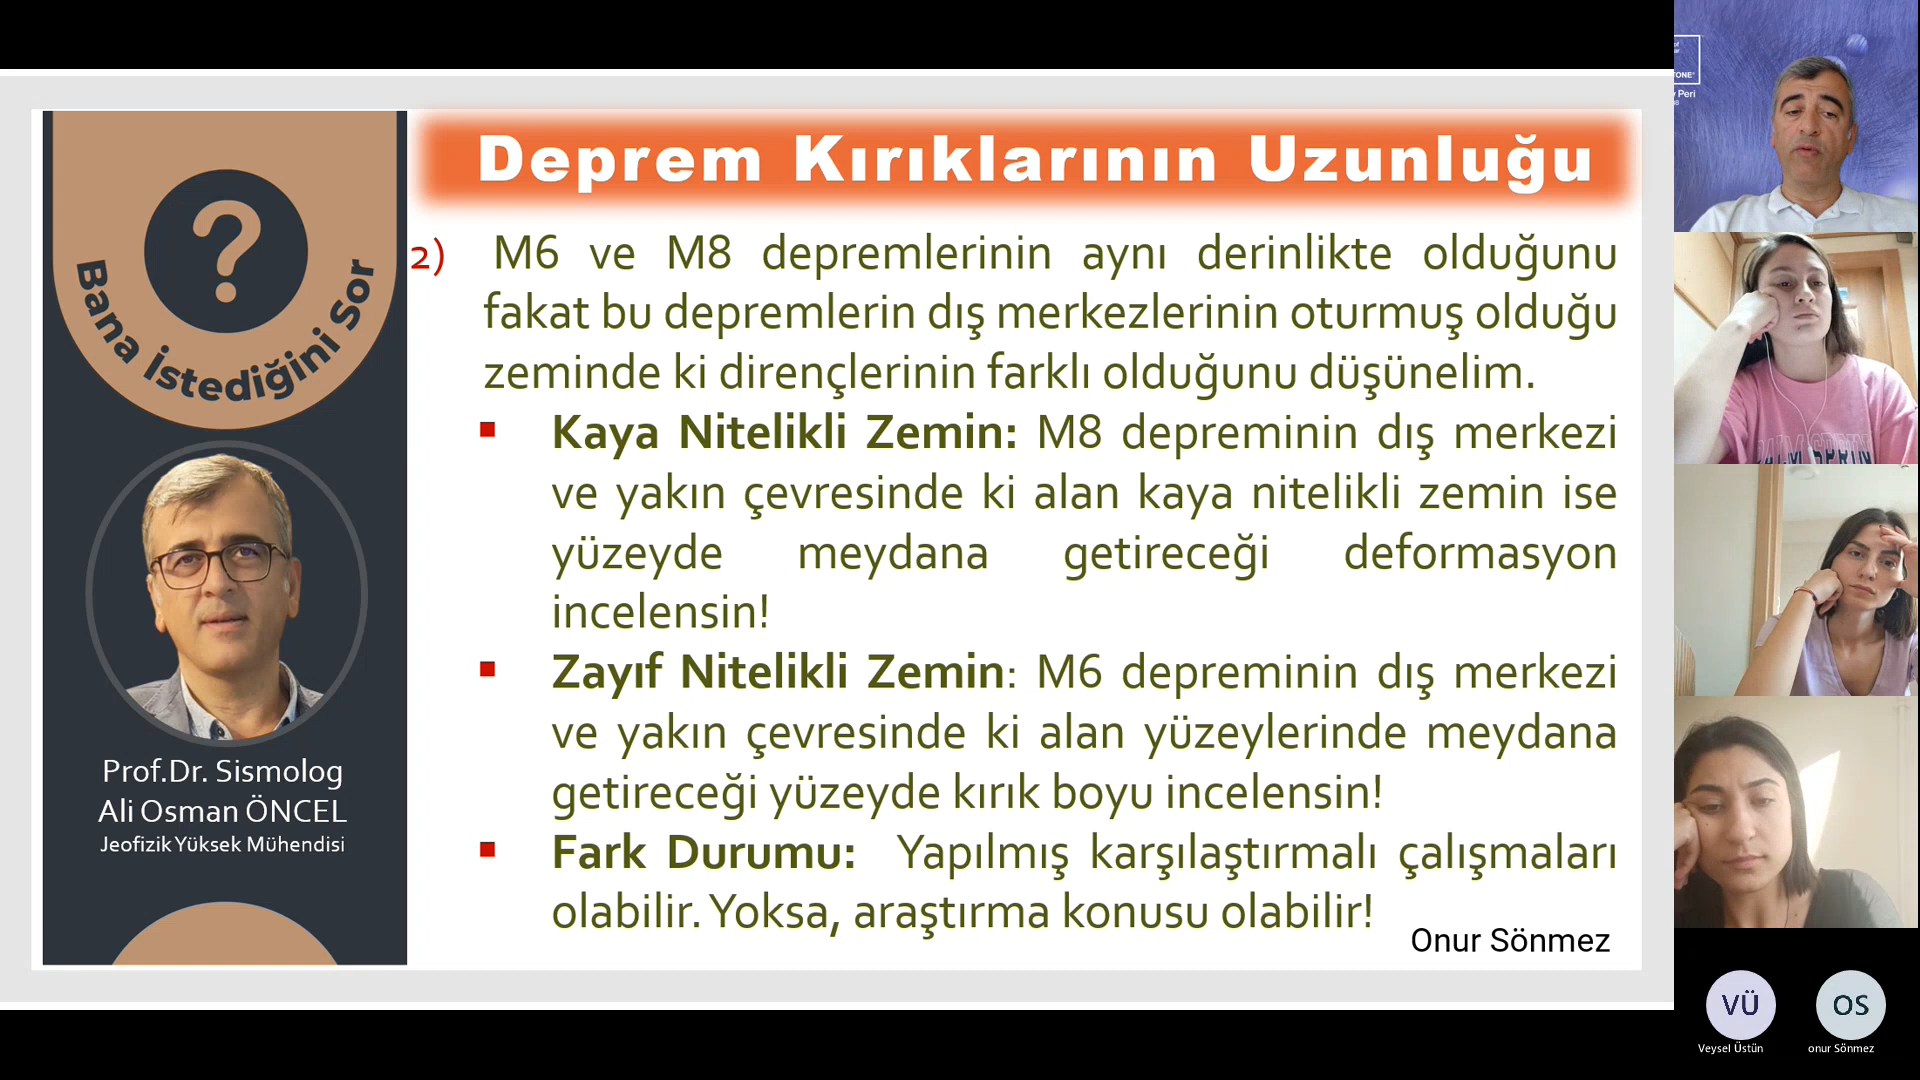 Deprem Kırıklarının Uzunluğu
?
Bana İstediğini Sor
2) M6 ve M8 depremlerinin aynı derinlikte olduğunu
fakat bu depremlerin dış merkezlerinin oturmuş olduğu
zeminde ki dirençlerinin farklı olduğunu düşünelim.
▪ Kaya Nitelikli Zemin: M8 depreminin dış merkezi
ve yakın çevresinde ki alan kaya nitelikli zemin ise
yüzeyde meydana getireceği deformasyon
incelensin!
▪ Zayıf Nitelikli Zemin: M6 depreminin dış merkezi
ve yakın çevresinde ki alan yüzeylerinde meydana
getireceği yüzeyde kırık boyu incelensin!
▪ Fark Durumu: Yapılmış karşılaştırmalı çalışmaları
olabilir. Yoksa, araştırma konusu olabilir!
Onur Sönmez
Prof.Dr. Sismolog
Ali Osman ÖNCEL
Jeofizik Yüksek Mühendisi
TONE
Peri
VÜ
Veysel Üstün
OS
onur Sönmez